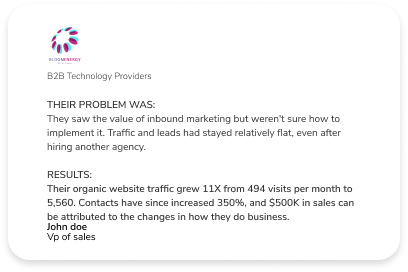 BLOOMENERGY
B2B Technology Providers
THEIR PROBLEM WAS:
They saw the value of inbound marketing but weren't sure how to
implement it. Traffic and leads had stayed relatively flat, even after
hiring another agency.
RESULTS:
Their organic website traffic grew 11X from 494 visits per month to
5,560. Contacts have since increased 350%, and $500K in sales can
be attributed to the changes in how they do business.
John doe
Vp of sales